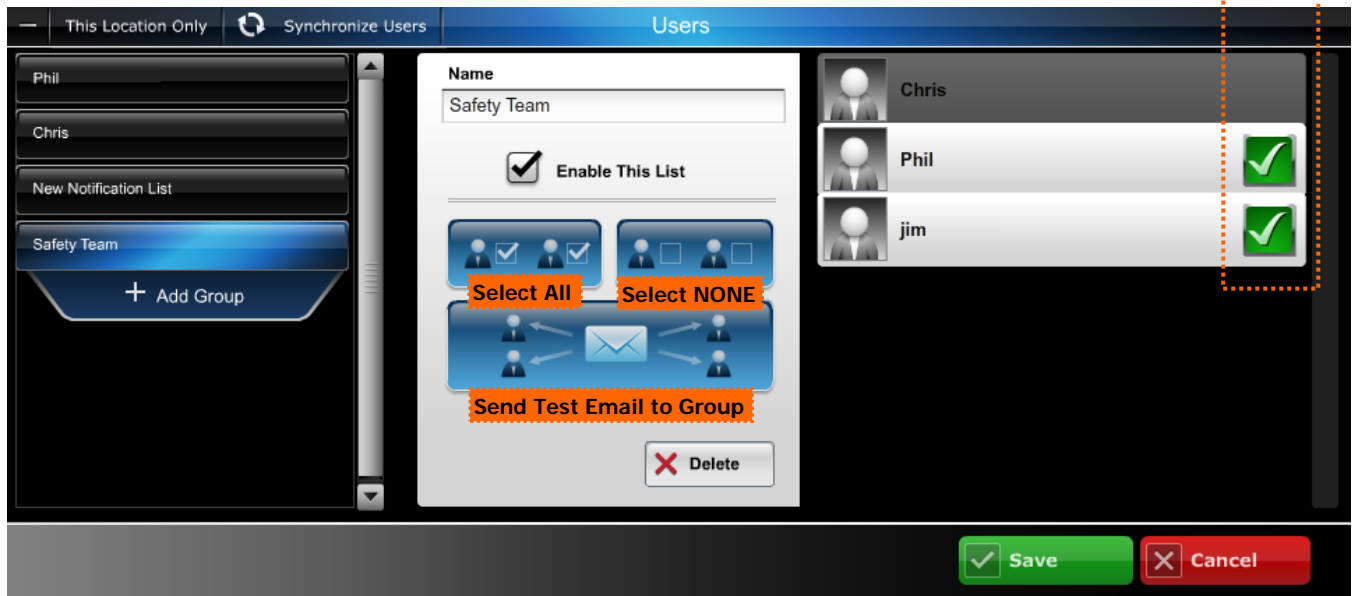 This Location Only
Synchronize Users
Users
Phil
Chris
New Notification List
Safety Team
+ Add Group
Name
Safety Team
Enable This List
Select All
Select NONE
Send Test Email to Group
Delete
Chris
Phil
jim
Save
Cancel